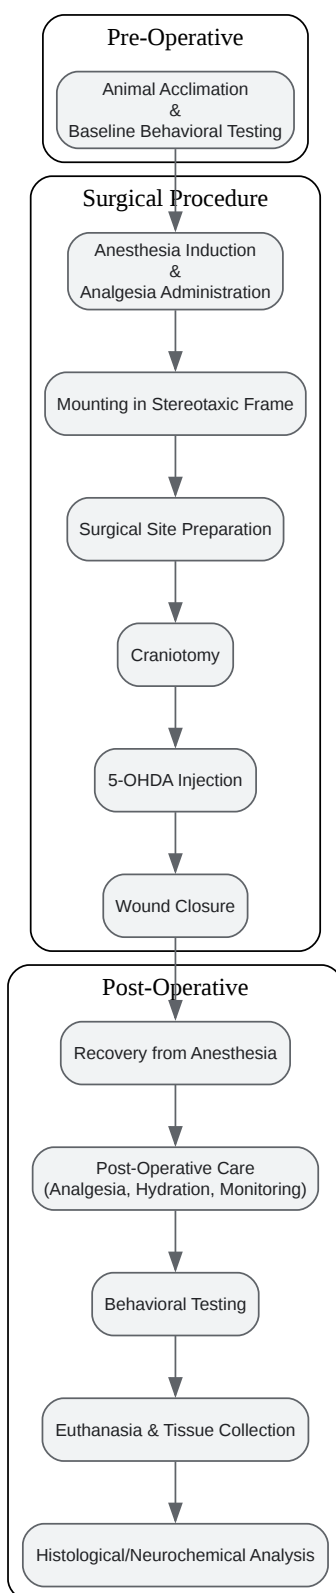 Pre-Operative
Animal Acclimation
&
Baseline Behavioral Testing
Surgical Procedure
Anesthesia Induction
&
Analgesia Administration
Mounting in Stereotaxic Frame
Surgical Site Preparation
Craniotomy
5-OHDA Injection
Wound Closure
Post-Operative
Recovery from Anesthesia
Post-Operative Care
(Analgesia, Hydration, Monitoring)
Behavioral Testing
Euthanasia & Tissue Collection
Histological/Neurochemical Analysis